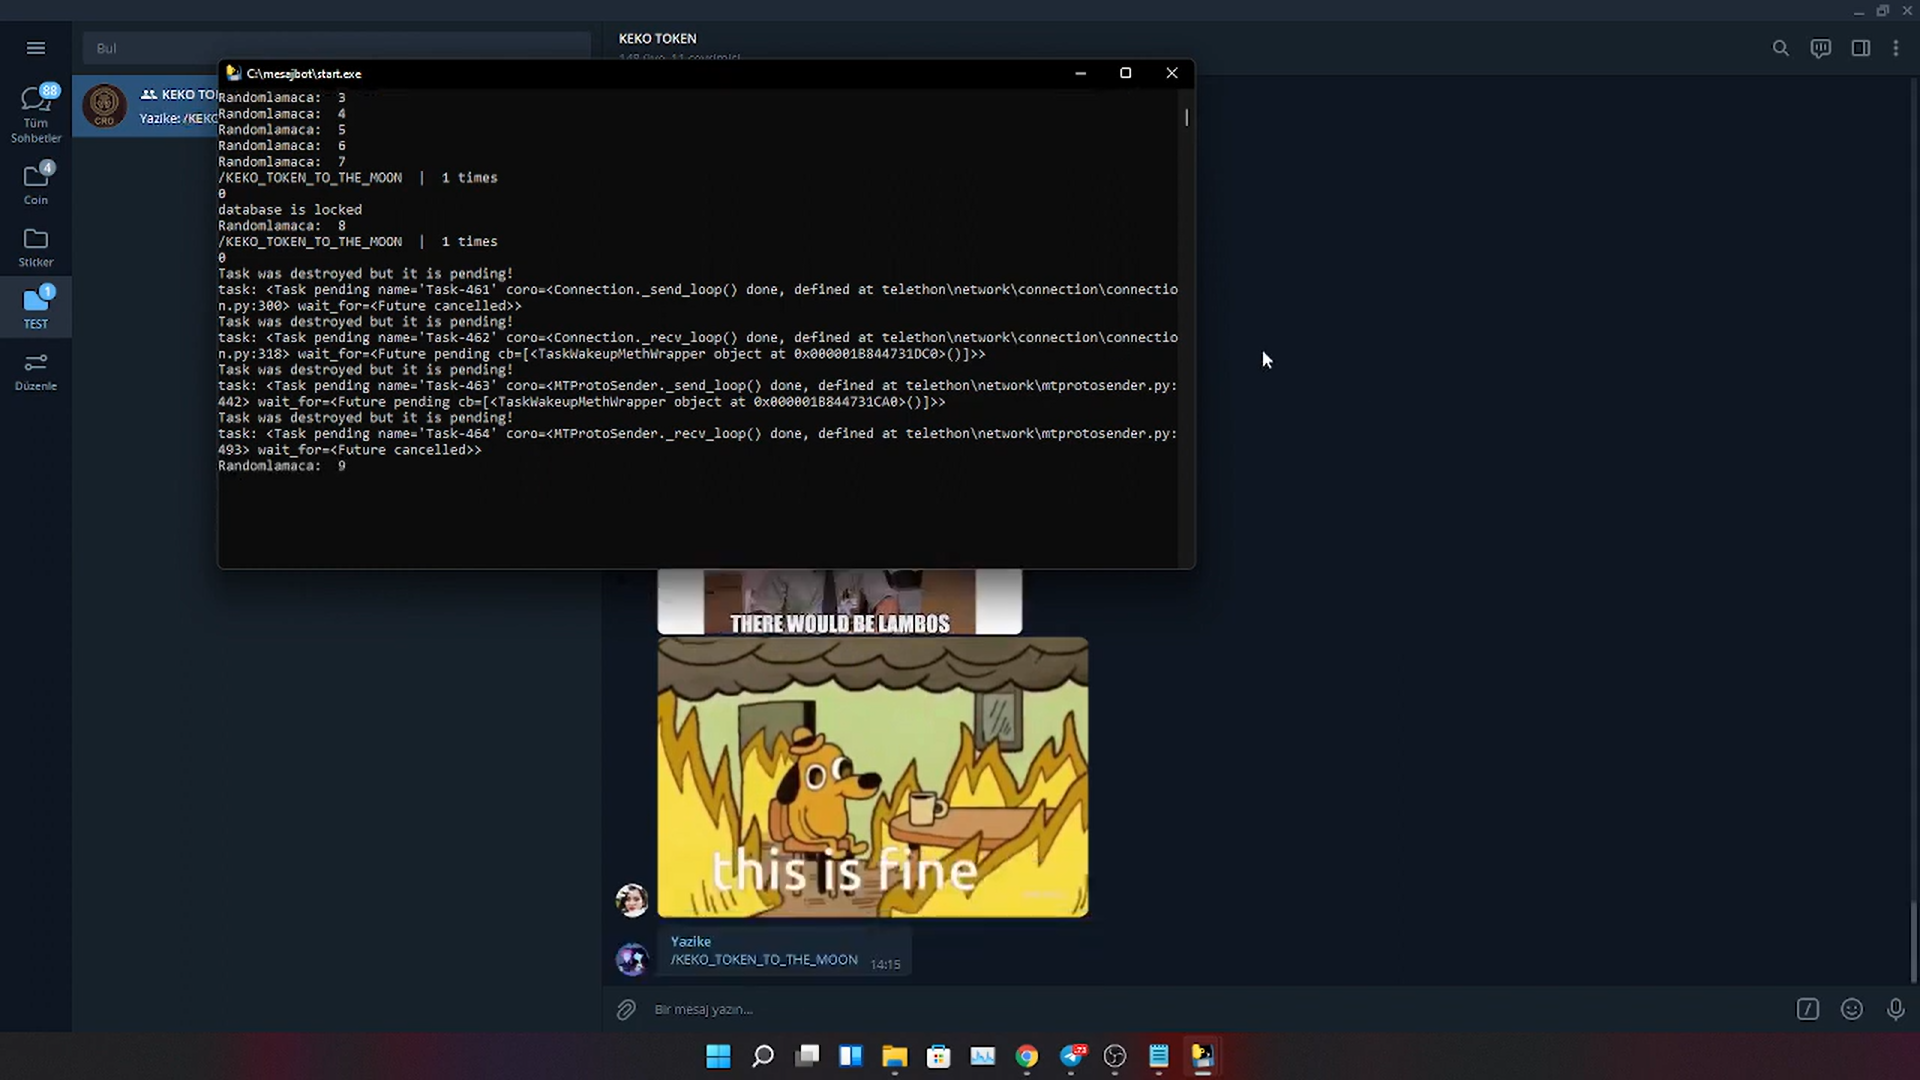 Bul
KEKO TOKEN
88
Tüm
Sohbetler
4
Coin
Sticker
1
TEST
Düzenle
CRO
KEKO TO
Yazike: /KEKO
C:\mesajbot\start.exe
Randomlamaca:  3
Randomlamaca:  4
Randomlamaca:  5
Randomlamaca:  6
Randomlamaca:  7
/KEKO_TOKEN_TO_THE_MOON  |  1 times
0
database is locked
Randomlamaca:  8
/KEKO_TOKEN_TO_THE_MOON  |  1 times
0
Task was destroyed but it is pending!
task: <Task pending name='Task-461' coro=<Connection._send_loop() done, defined at telethon\network\connection\connectio
n.py:300> wait_for=<Future cancelled>>
Task was destroyed but it is pending!
task: <Task pending name='Task-462' coro=<Connection._recv_loop() done, defined at telethon\network\connection\connectio
n.py:318> wait_for=<Future pending cb=[<TaskWakeupMethWrapper object at 0x000001B844731DC0>()]>>
Task was destroyed but it is pending!
task: <Task pending name='Task-463' coro=<MTProtoSender._send_loop() done, defined at telethon\network\mtprotosender.py:
442> wait_for=<Future pending cb=[<TaskWakeupMethWrapper object at 0x000001B844731CA0>()]>>
Task was destroyed but it is pending!
task: <Task pending name='Task-464' coro=<MTProtoSender._recv_loop() done, defined at telethon\network\mtprotosender.py:
493> wait_for=<Future cancelled>>
Randomlamaca:  9
THERE WOULD BE LAMBOS
this is fine
Yazike
/KEKO_TOKEN_TO_THE_MOON 14:15
Bir mesaj yazın...
73